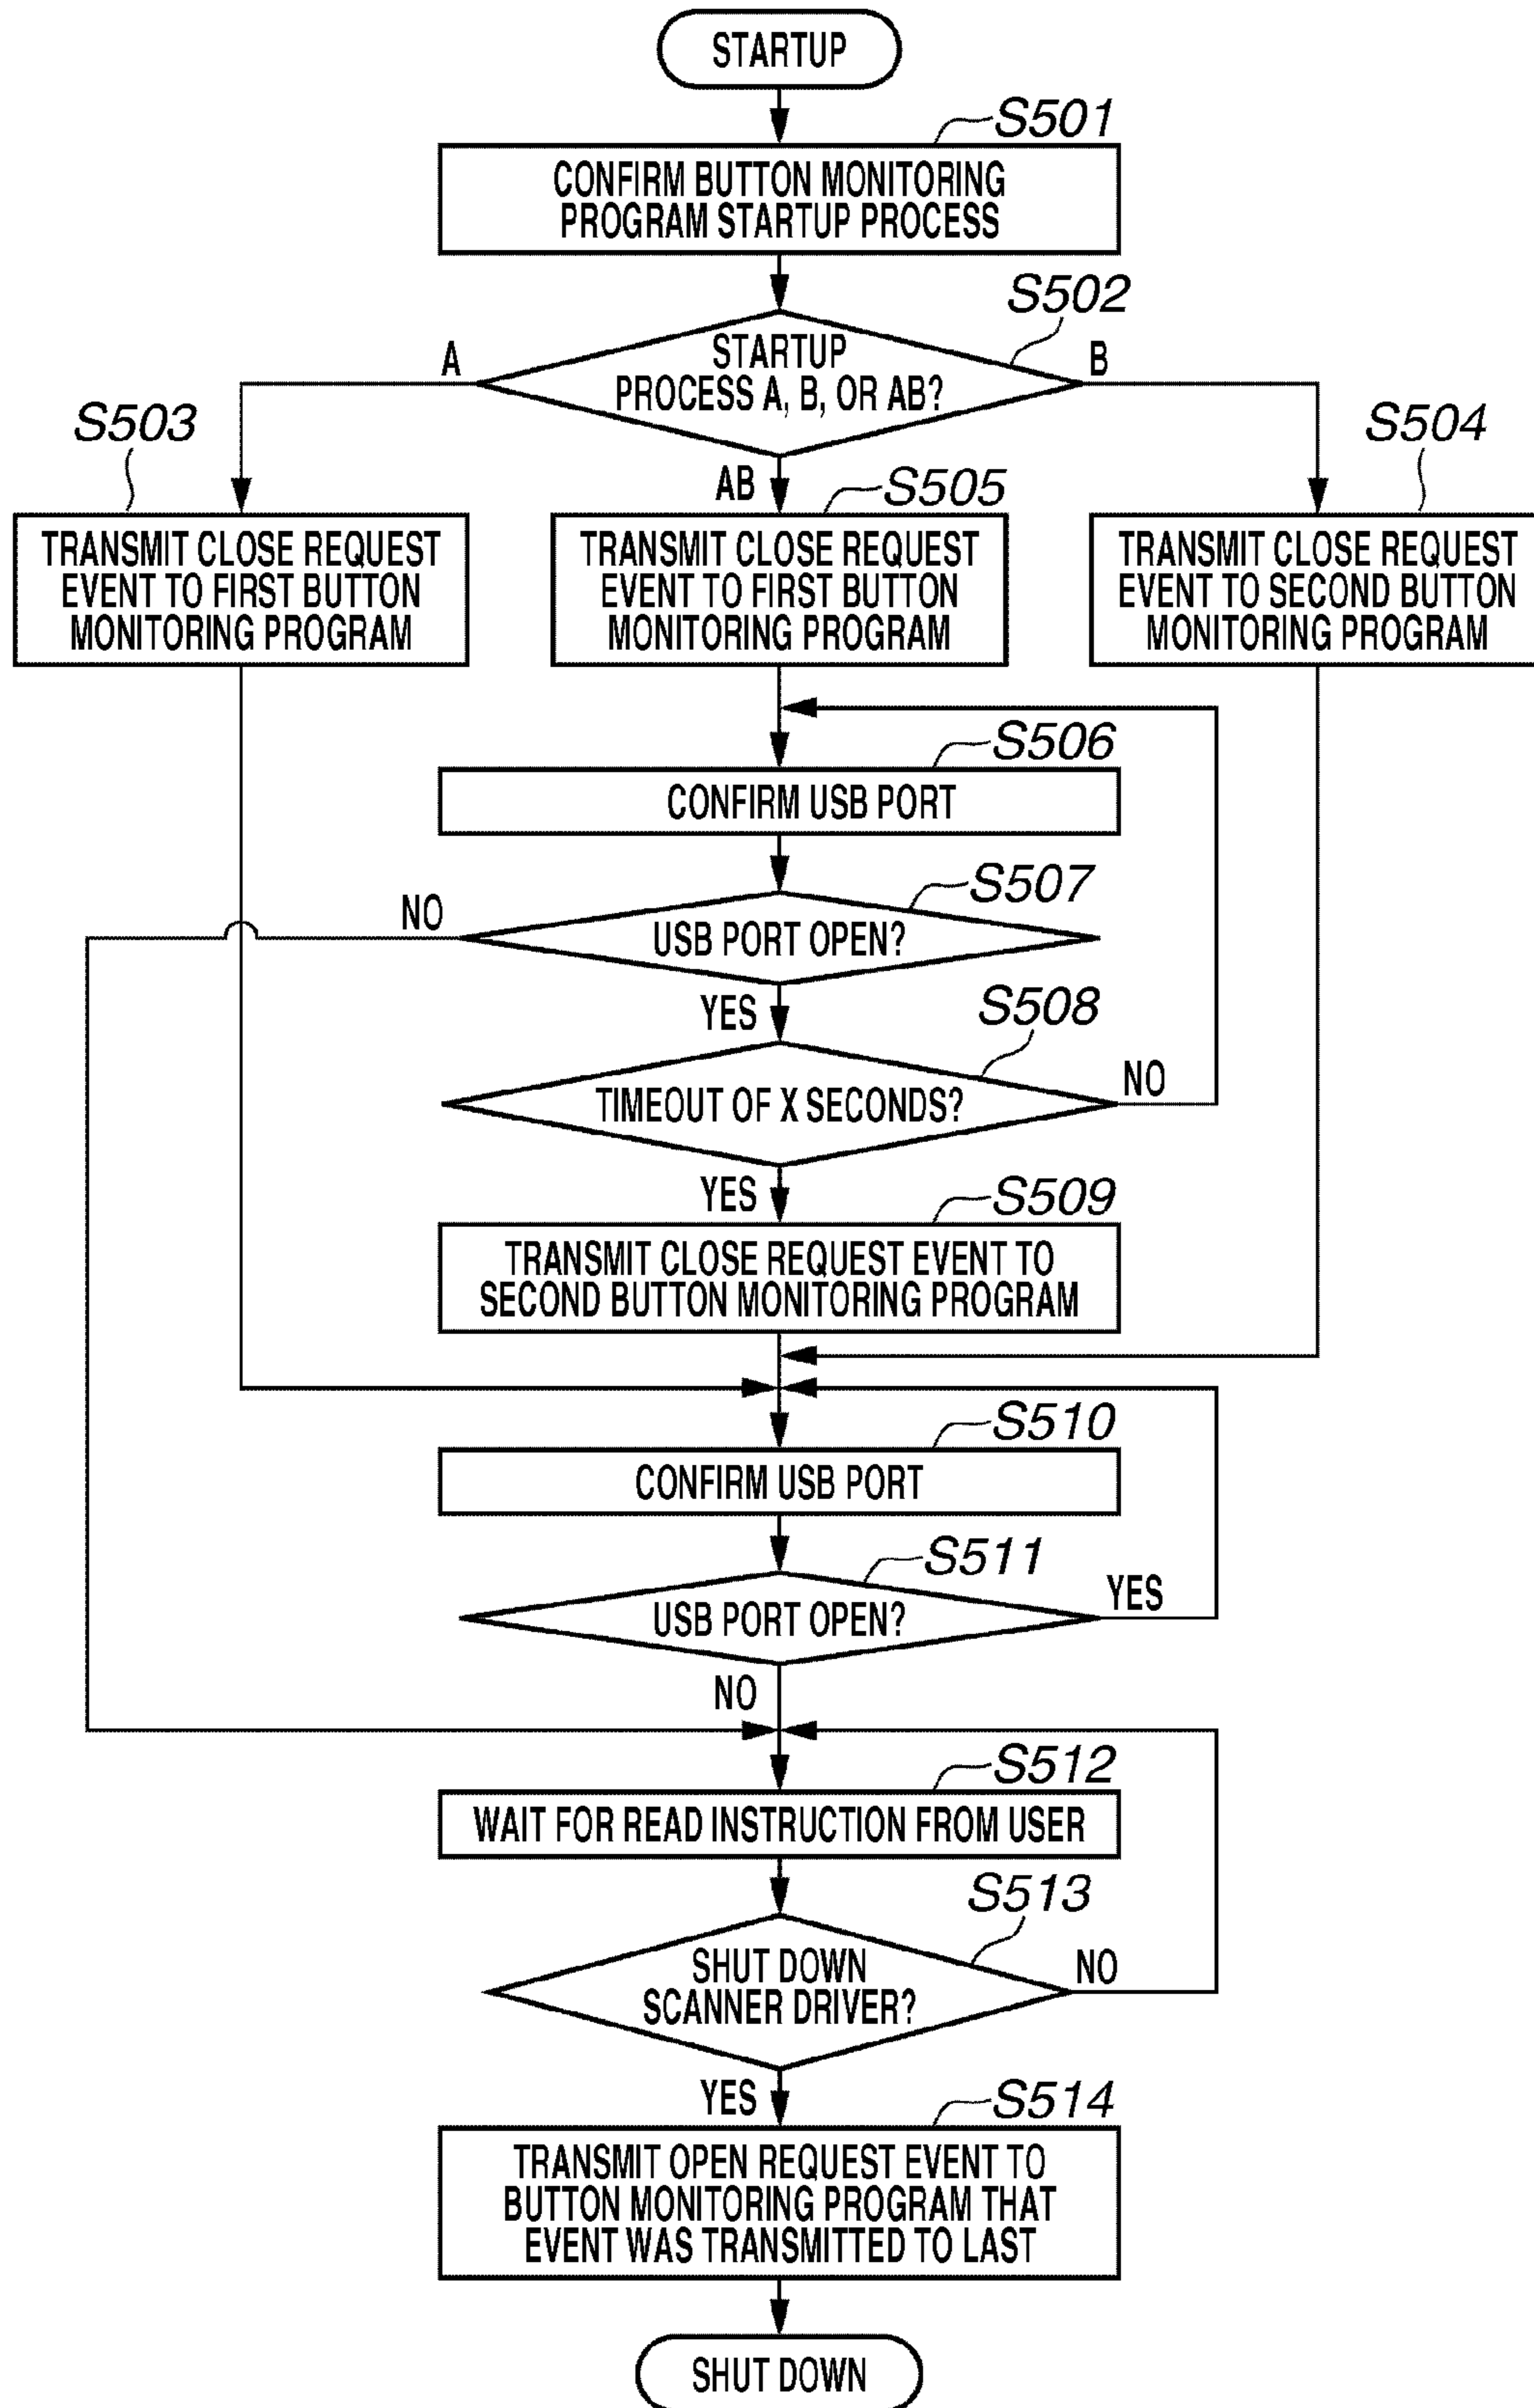 STARTUP
S501
CONFIRM BUTTON MONITORING
PROGRAM STARTUP PROCESS
S502
STARTUP
PROCESS A, B, OR AB?
A
B
AB
S503
TRANSMIT CLOSE REQUEST
EVENT TO FIRST BUTTON
MONITORING PROGRAM
S505
TRANSMIT CLOSE REQUEST
EVENT TO FIRST BUTTON
MONITORING PROGRAM
S504
TRANSMIT CLOSE REQUEST
EVENT TO SECOND BUTTON
MONITORING PROGRAM
S506
CONFIRM USB PORT
S507
NO
USB PORT OPEN?
YES
S508
TIMEOUT OF X SECONDS?
NO
YES
S509
TRANSMIT CLOSE REQUEST EVENT TO
SECOND BUTTON MONITORING PROGRAM
S510
CONFIRM USB PORT
S511
USB PORT OPEN?
YES
NO
S512
WAIT FOR READ INSTRUCTION FROM USER
S513
SHUT DOWN
SCANNER DRIVER?
NO
YES
S514
TRANSMIT OPEN REQUEST EVENT TO
BUTTON MONITORING PROGRAM THAT
EVENT WAS TRANSMITTED TO LAST
SHUT DOWN